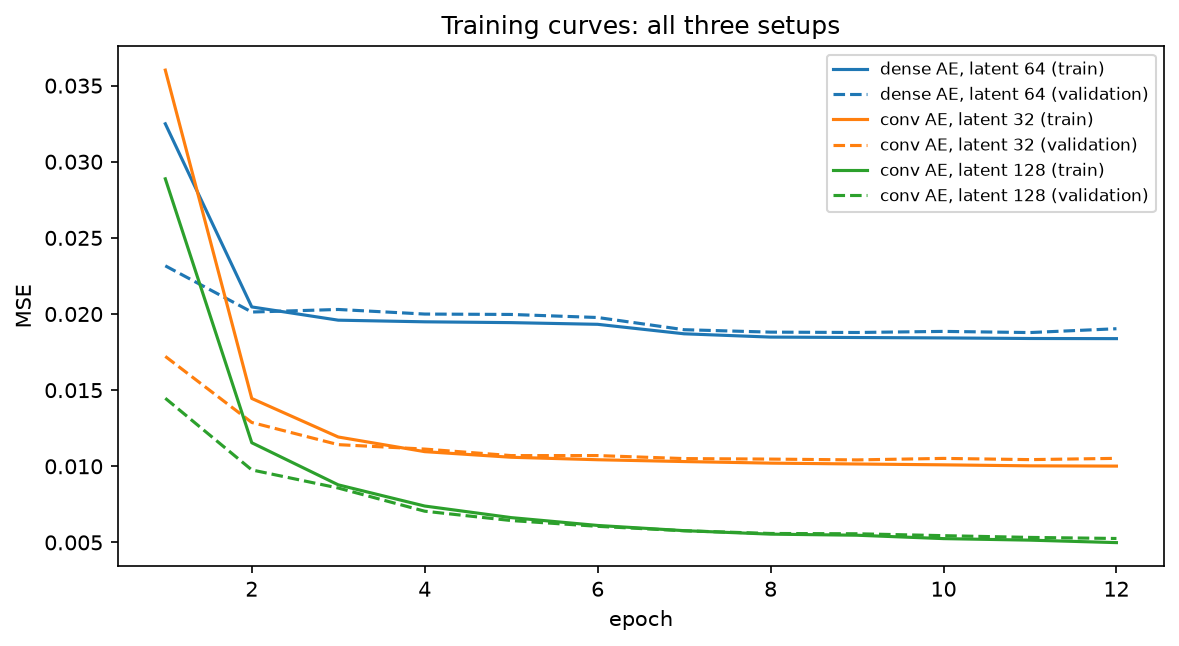 Training curves: all three setups
dense AE, latent 64 (train)
dense AE, latent 64 (validation)
conv AE, latent 32 (train)
conv AE, latent 32 (validation)
conv AE, latent 128 (train)
conv AE, latent 128 (validation)
MSE
0.035
0.030
0.025
0.020
0.015
0.010
0.005
2 4 6 8 10 12
epoch